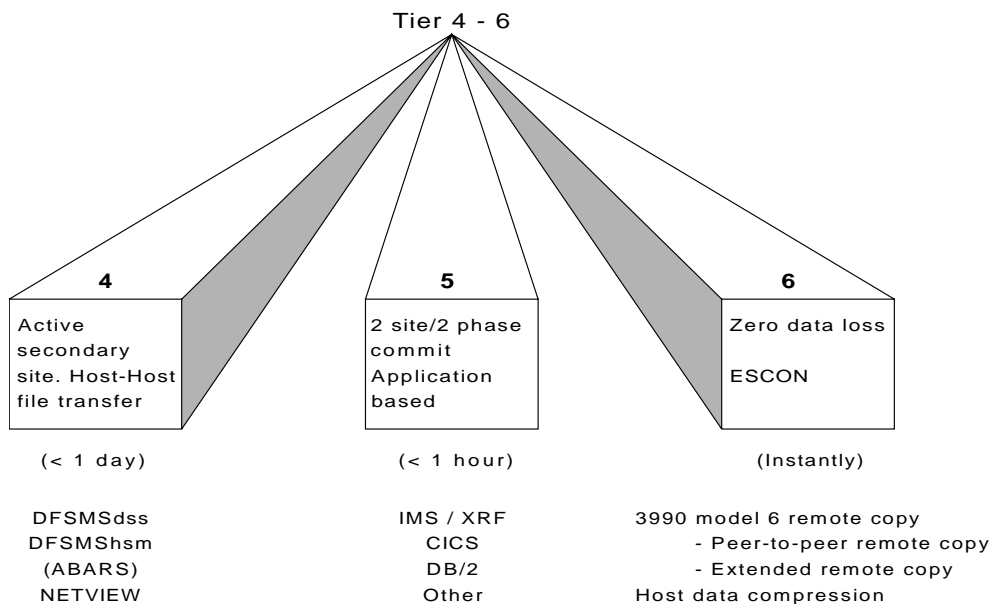 Tier 4 - 6
4
Active
secondary
site. Host-Host
file transfer
(< 1 day)
DFSMSdss
DFSMShsm
(ABARS)
NETVIEW
5
2 site/2 phase
commit
Application
based
(< 1 hour)
IMS / XRF
CICS
DB/2
Other
6
Zero data loss
ESCON
(Instantly)
3990 model 6 remote copy
- Peer-to-peer remote copy
- Extended remote copy
Host data compression